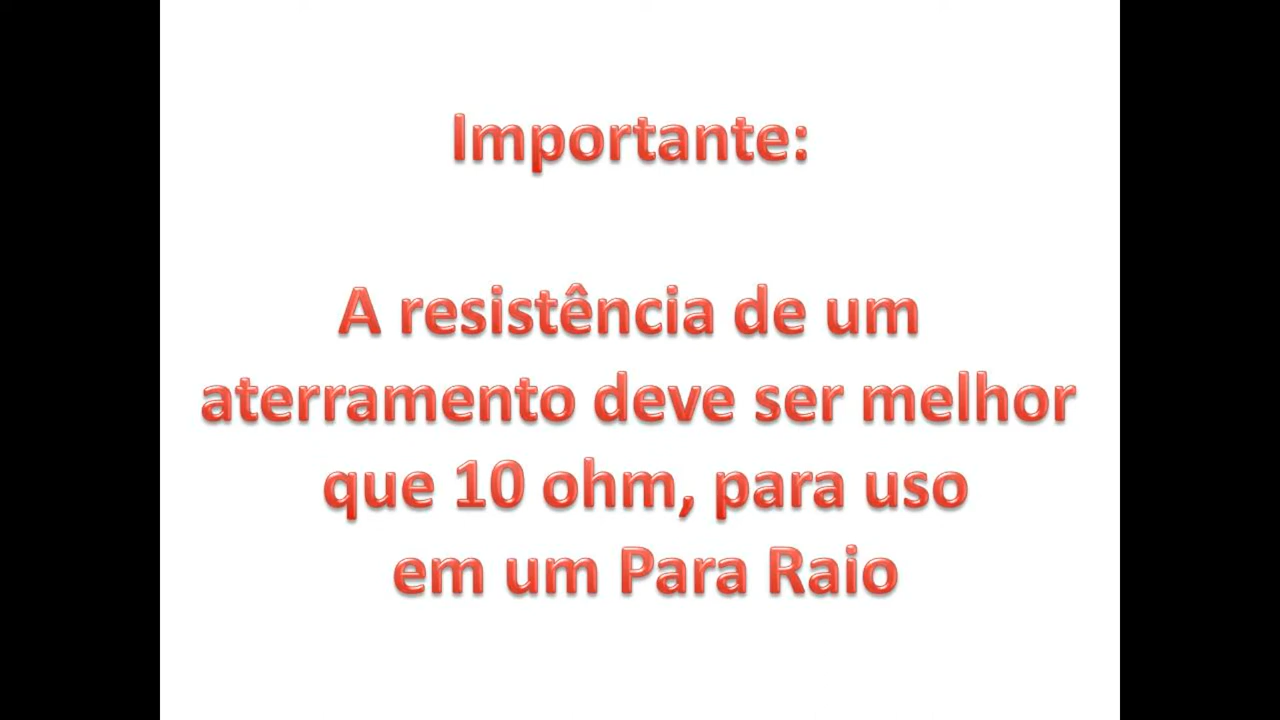 Importante:
A resistência de um
aterramento deve ser melhor
que 10 ohm, para uso
em um Para Raio